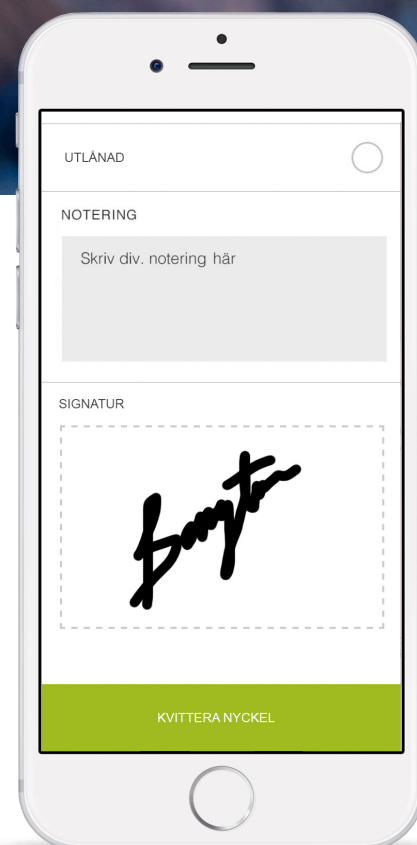 UTLÅNAD
NOTERING
Skriv div. notering här
SIGNATUR
KVITTERA NYCKEL